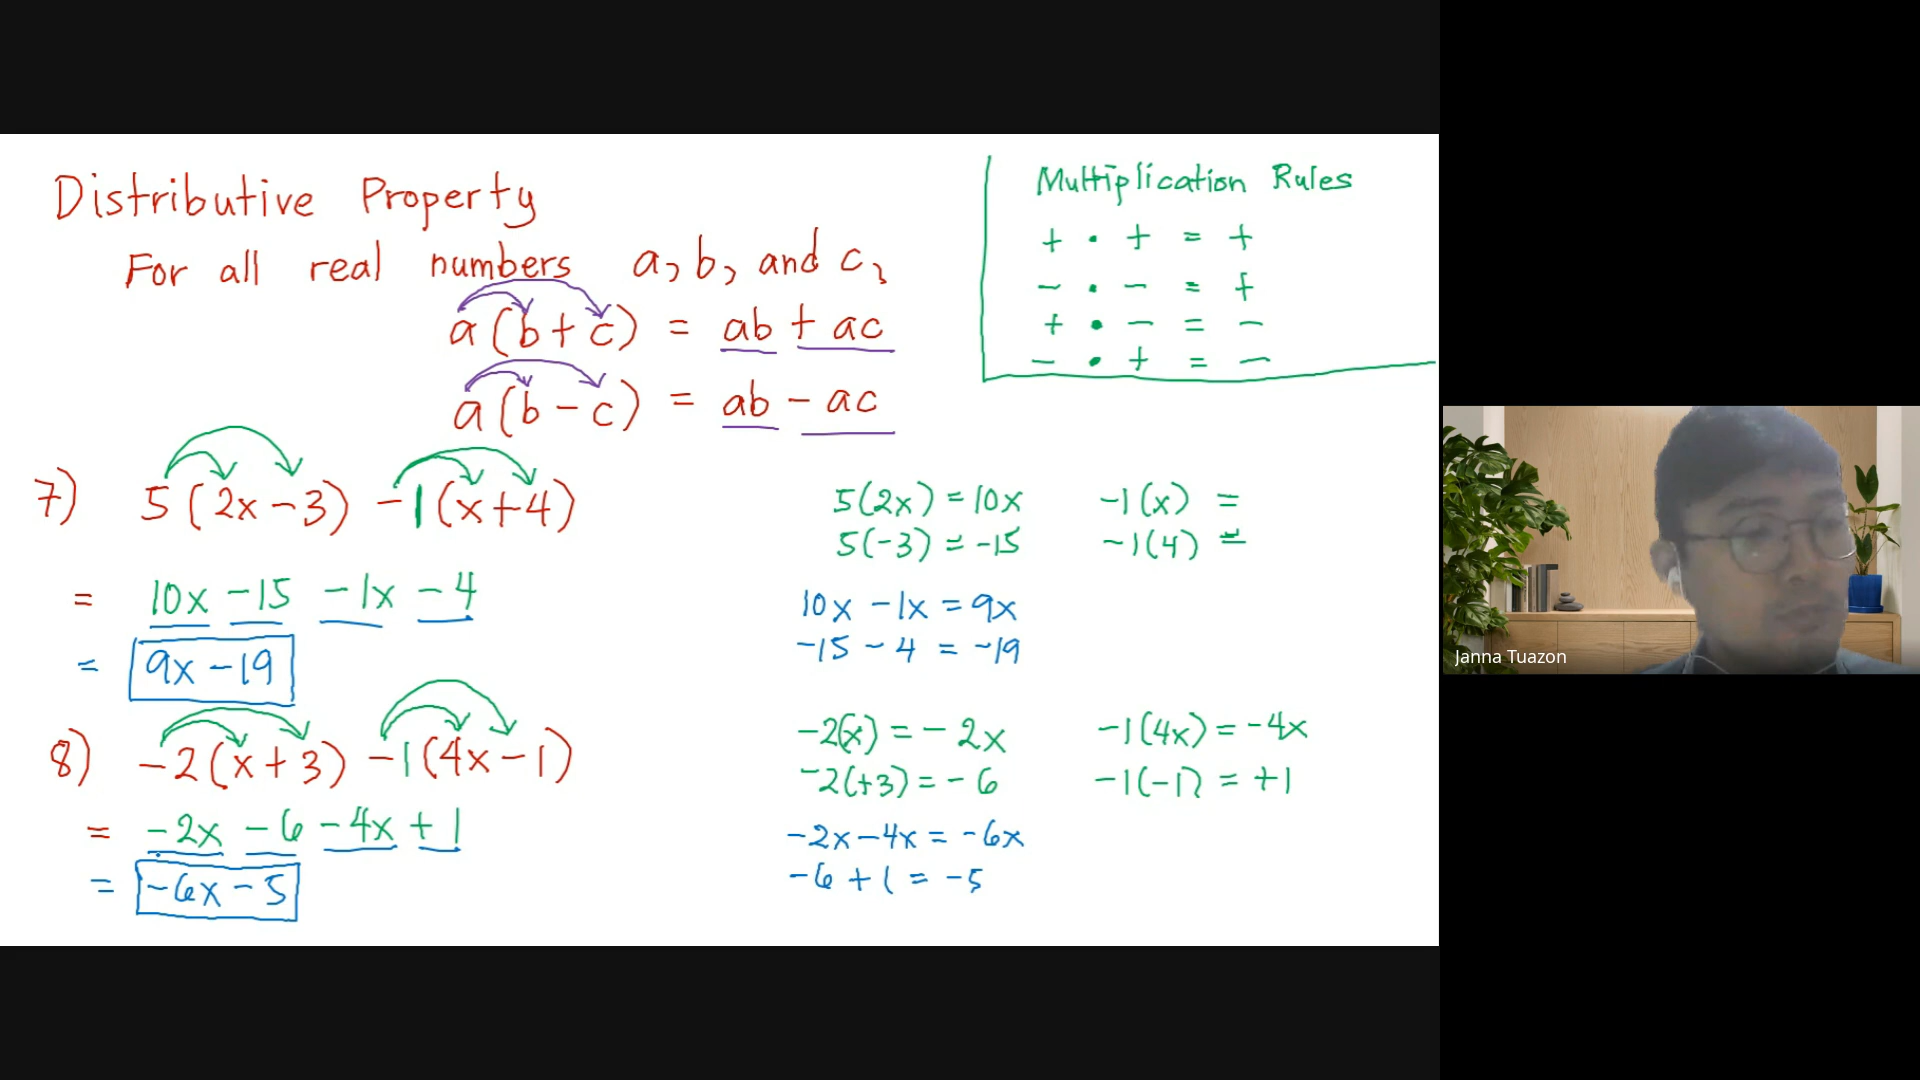 Distributive Property
For all real numbers a, b, and c,
a(b+c) = ab + ac
a(b-c) = ab - ac
Multiplication Rules
+ • + = +
- • - = +
+ • - = -
- • + = -
7) 5(2x-3) -1(x+4)
= 10x -15 -1x -4
= 9x -19
5(2x) = 10x
5(-3) = -15
-1(x) =
-1(4) =
10x -1x = 9x
-15 - 4 = -19
8) -2(x+3) -1(4x-1)
= -2x -6 -4x +1
= -6x - 5
-2(x) = -2x
-2(+3) = -6
-1(4x) = -4x
-1(-1) = +1
-2x-4x = -6x
-6 +1 = -5
Janna Tuazon